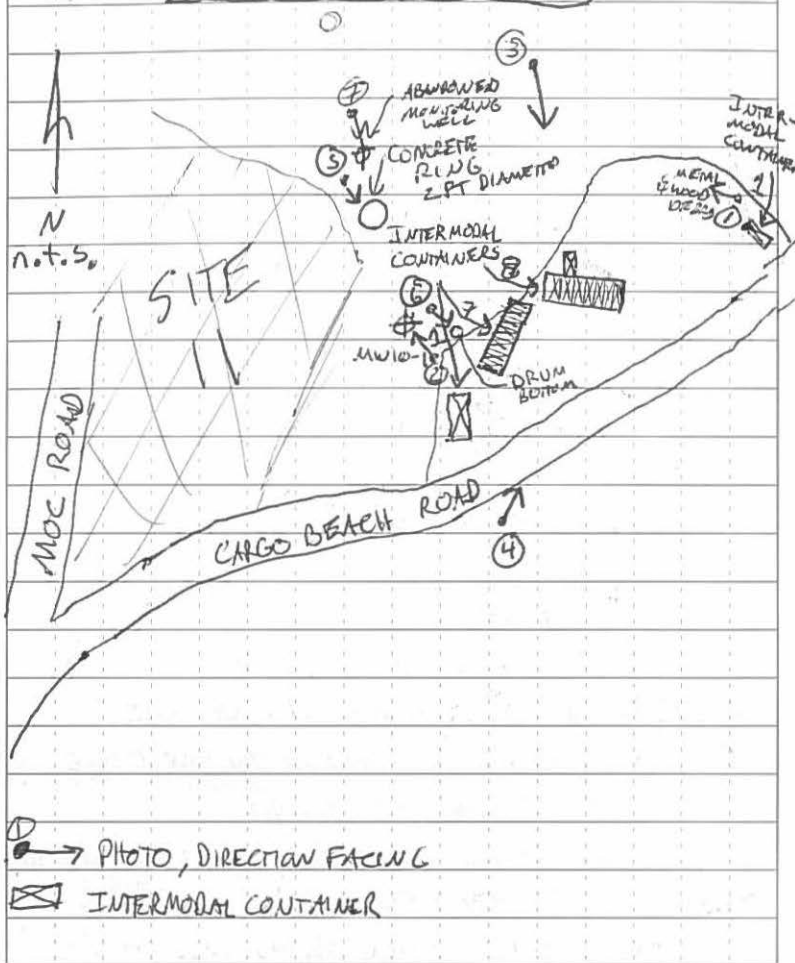 3
7
ABANDONED
MONITORING
WELL
5
CONCRETE
RING
2 FT DIAMETER
INTER-
MODAL
CONTAINER
METAL
& WOOD
DEBRIS
1
N
n.t.s.
SITE
11
INTERMODAL
CONTAINERS
8
6
7
MW10-1
2
DRUM
BOTTOM
MOC ROAD
CARGO BEACH ROAD
4
1
PHOTO, DIRECTION FACING
INTERMODAL CONTAINER